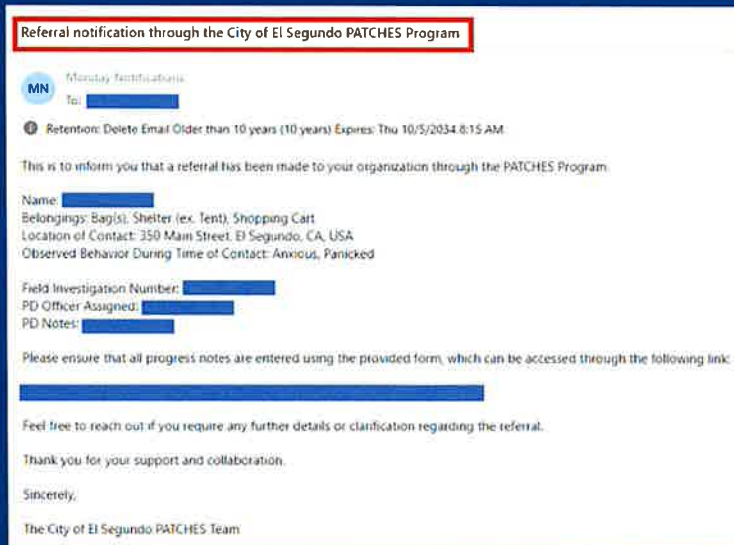 Referral notification through the City of El Segundo PATCHES Program
MN
Monday Notifications
To:
Retention: Delete Email Older than 10 years (10 years) Expires: Thu 10/5/2034 8:15 AM
This is to inform you that a referral has been made to your organization through the PATCHES Program.
Name:
Belongings: Bag(s), Shelter (ex. Tent), Shopping Cart
Location of Contact: 350 Main Street, El Segundo, CA, USA
Observed Behavior During Time of Contact: Anxious, Panicked
Field Investigation Number:
PD Officer Assigned:
PD Notes:
Please ensure that all progress notes are entered using the provided form, which can be accessed through the following link:
Feel free to reach out if you require any further details or clarification regarding the referral.
Thank you for your support and collaboration.
Sincerely,
The City of El Segundo PATCHES Team